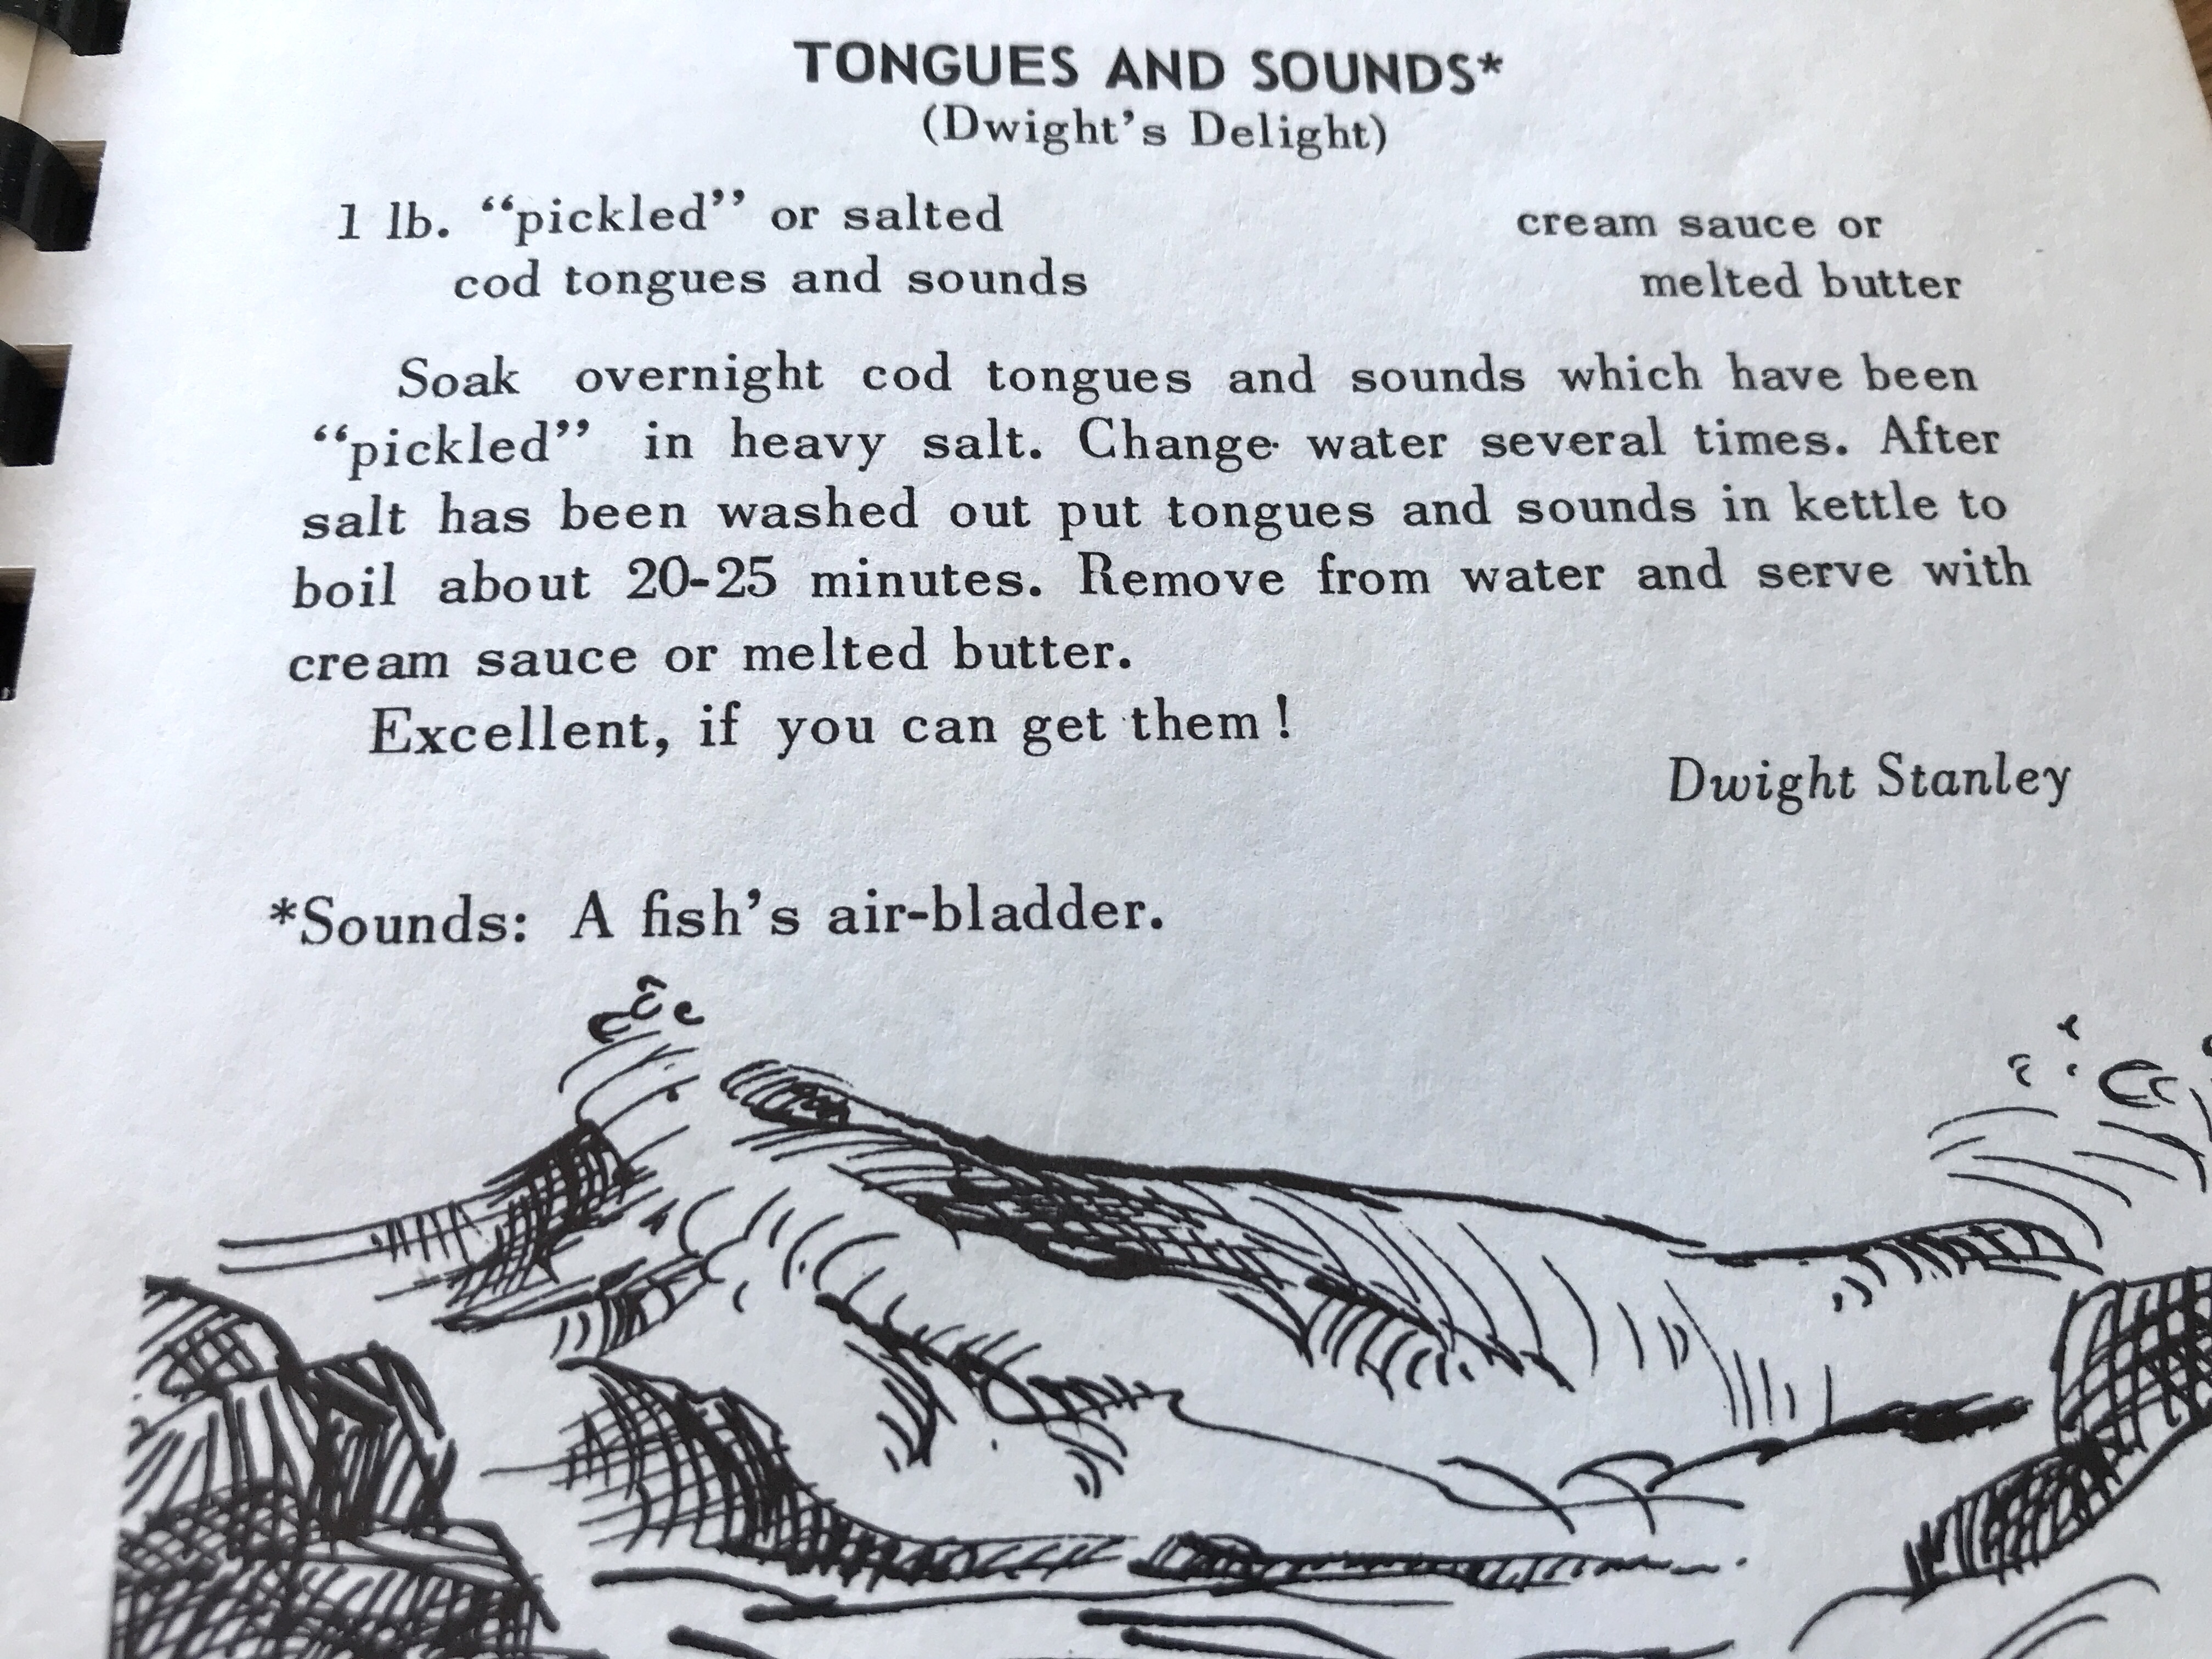 TONGUES AND SOUNDS*
(Dwight's Delight)
1 lb. “pickled” or salted
cod tongues and sounds
cream sauce or
melted butter
Soak overnight cod tongues and sounds which have been
“pickled” in heavy salt. Change water several times. After
salt has been washed out put tongues and sounds in kettle to
boil about 20-25 minutes. Remove from water and serve with
cream sauce or melted butter.
Excellent, if you can get them!
Dwight Stanley
*Sounds: A fish's air-bladder.